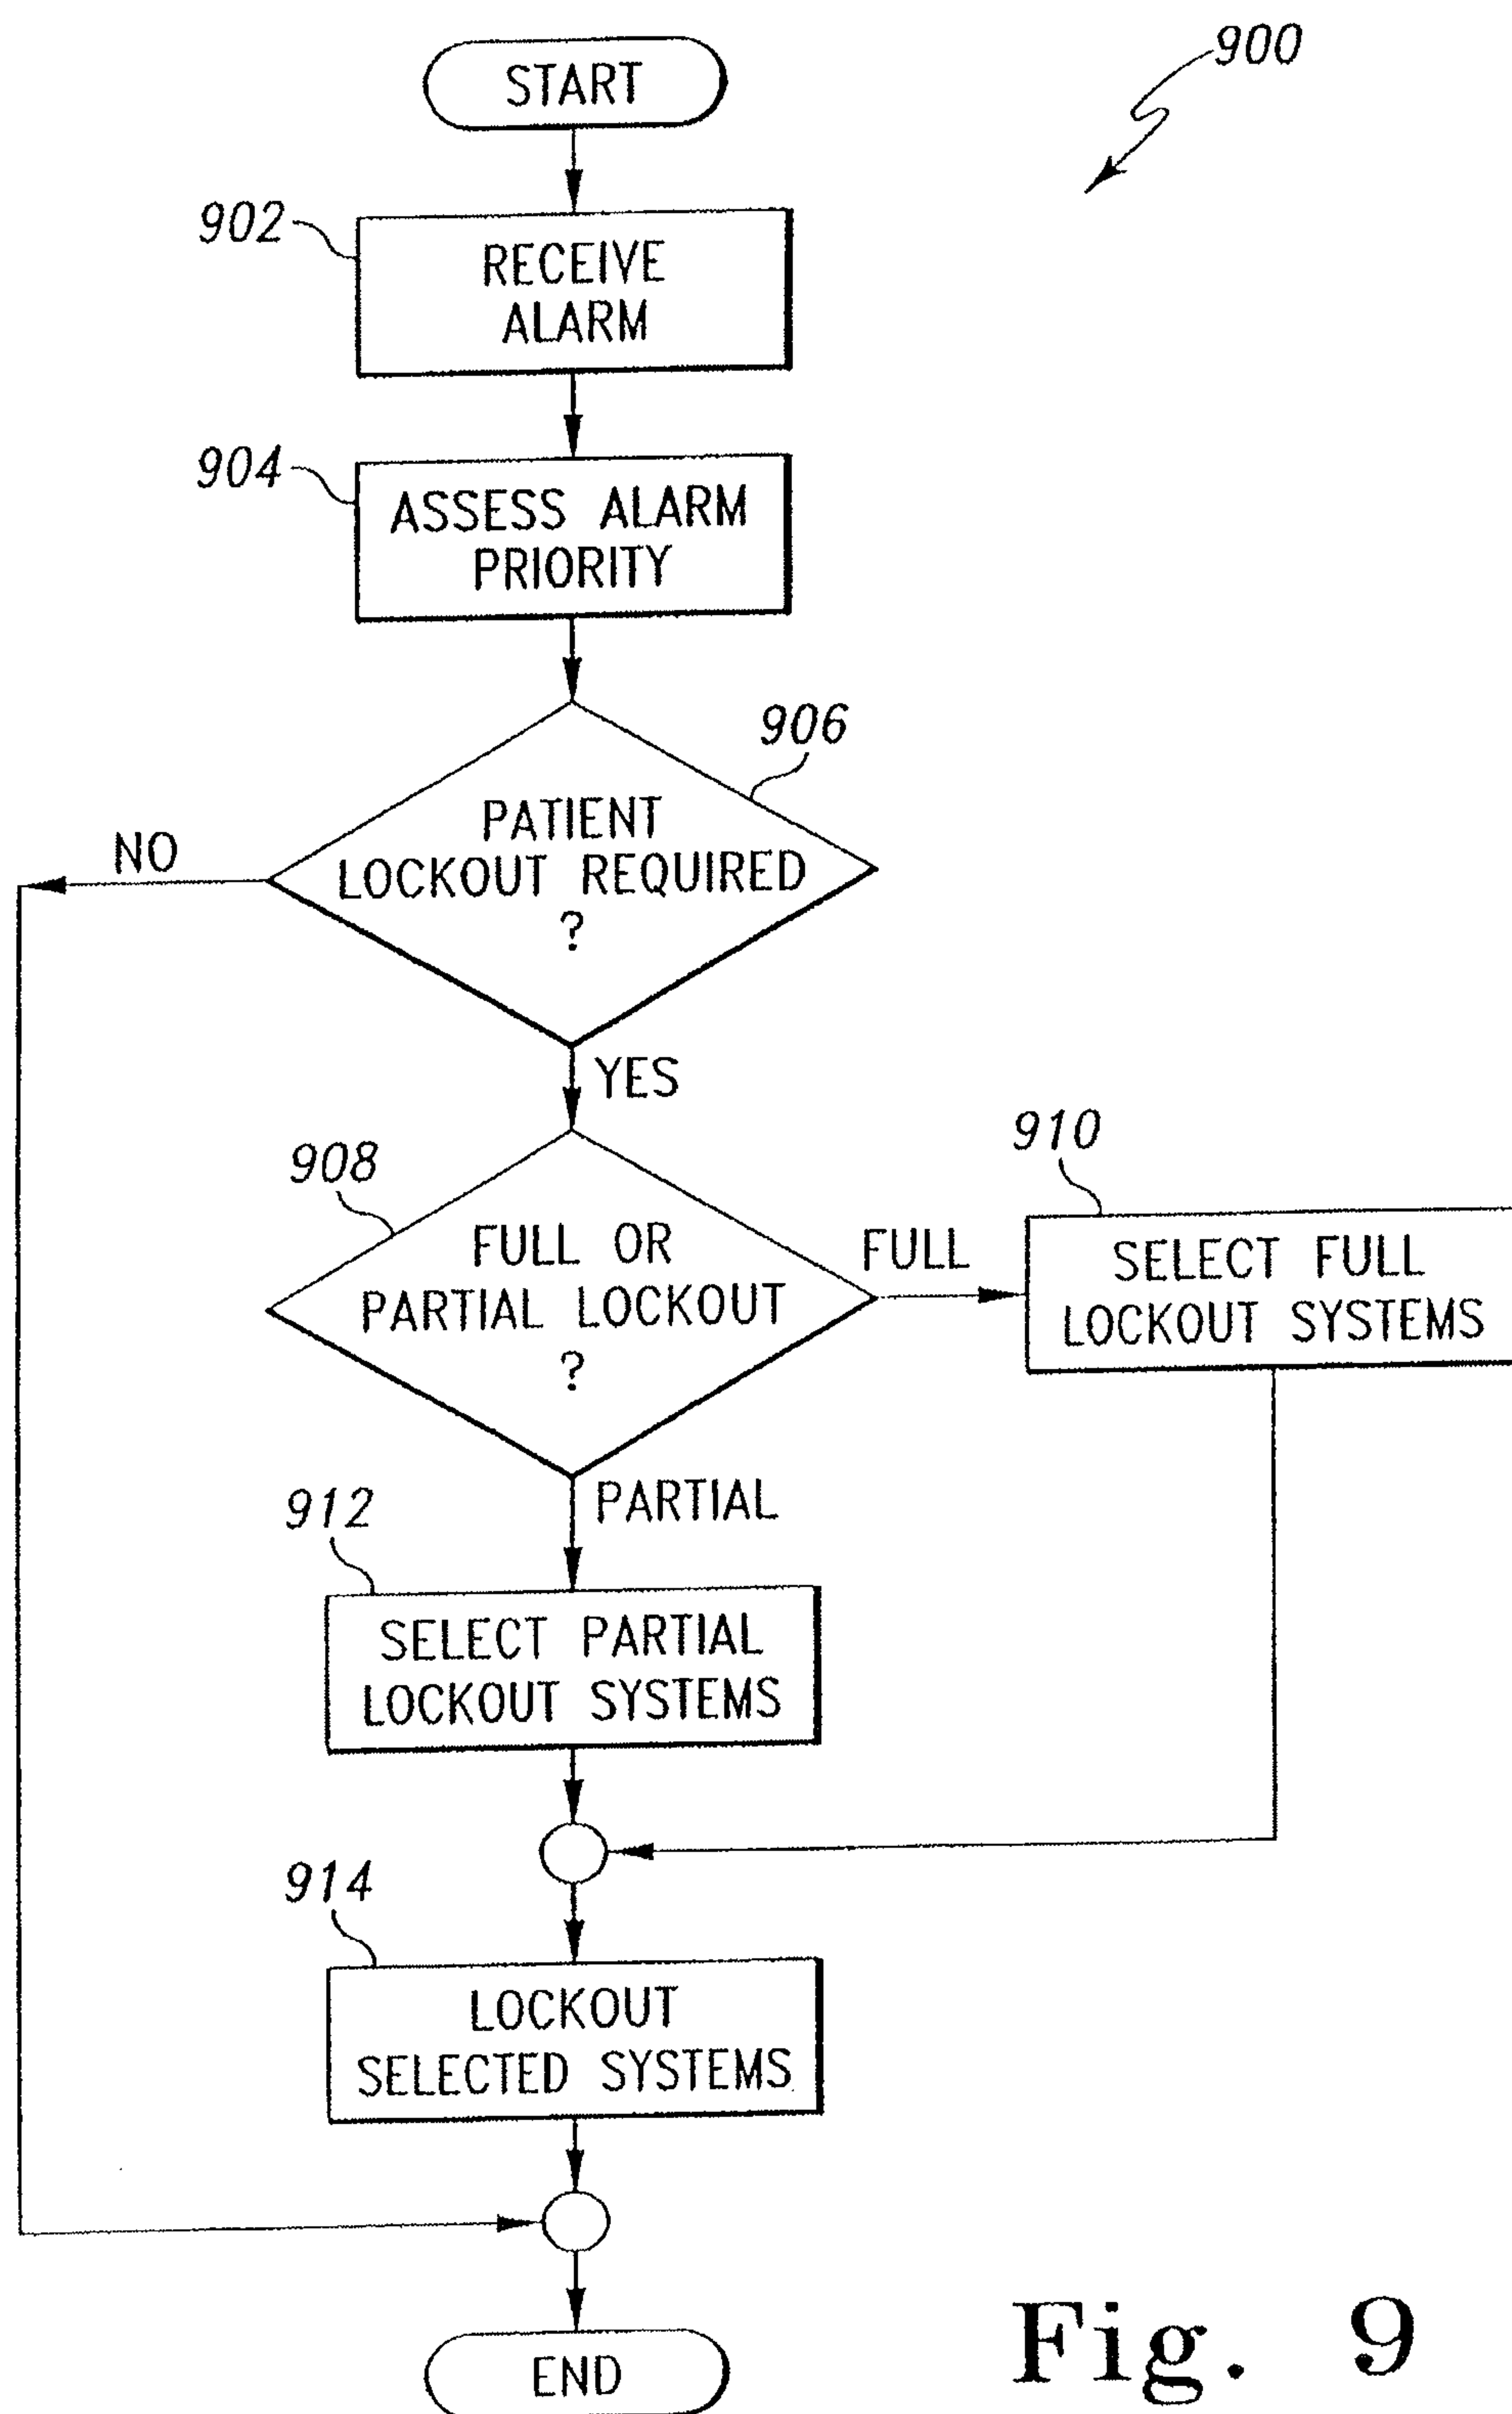 START
900
902
RECEIVE
ALARM
904
ASSESS ALARM
PRIORITY
906
PATIENT
LOCKOUT REQUIRED
?
NO
YES
908
FULL OR
PARTIAL LOCKOUT
?
FULL
910
SELECT FULL
LOCKOUT SYSTEMS
PARTIAL
912
SELECT PARTIAL
LOCKOUT SYSTEMS
914
LOCKOUT
SELECTED SYSTEMS
END
Fig. 9